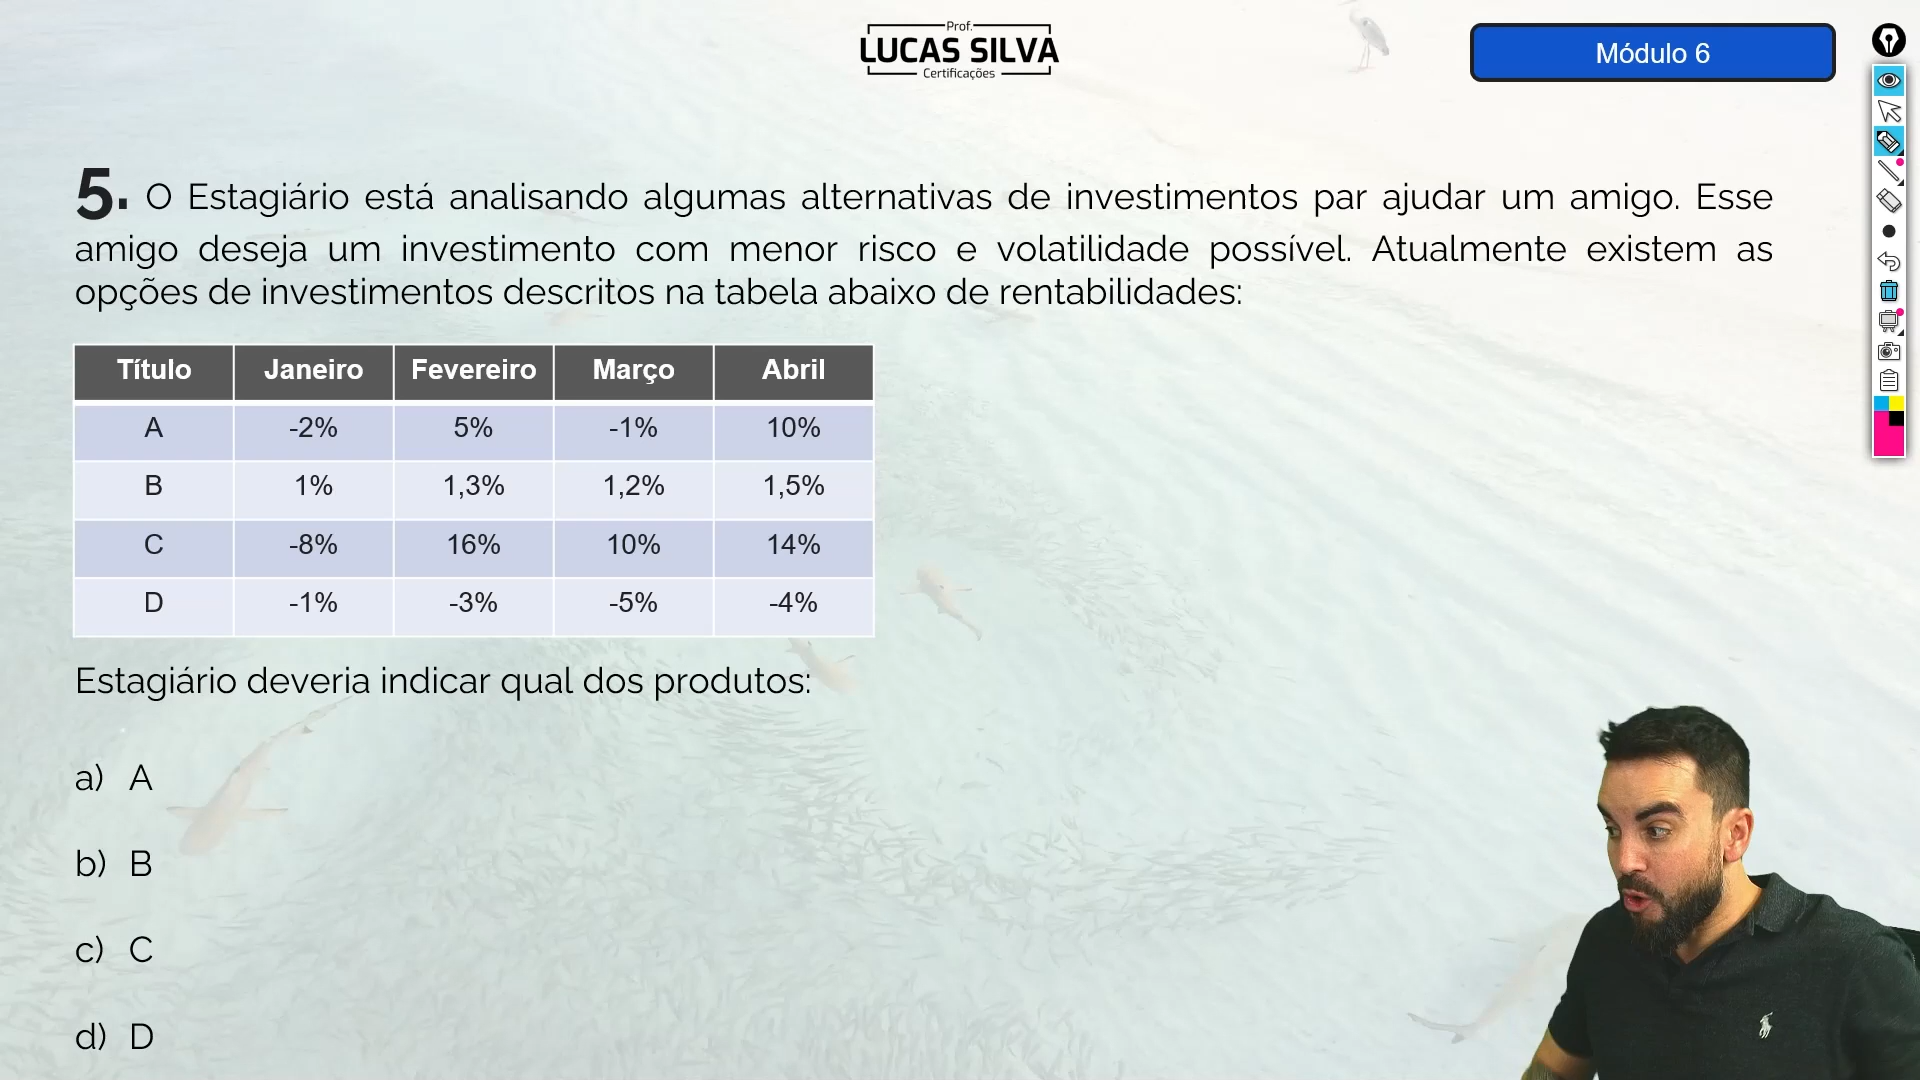 Prof.
LUCAS SILVA
Certificações
Módulo 6
5. O Estagiário está analisando algumas alternativas de investimentos par ajudar um amigo. Esse
amigo deseja um investimento com menor risco e volatilidade possível. Atualmente existem as
opções de investimentos descritos na tabela abaixo de rentabilidades:
Título Janeiro Fevereiro Março Abril
A -2% 5% -1% 10%
B 1% 1,3% 1,2% 1,5%
C -8% 16% 10% 14%
D -1% -3% -5% -4%
Estagiário deveria indicar qual dos produtos:
a) A
b) B
c) C
d) D